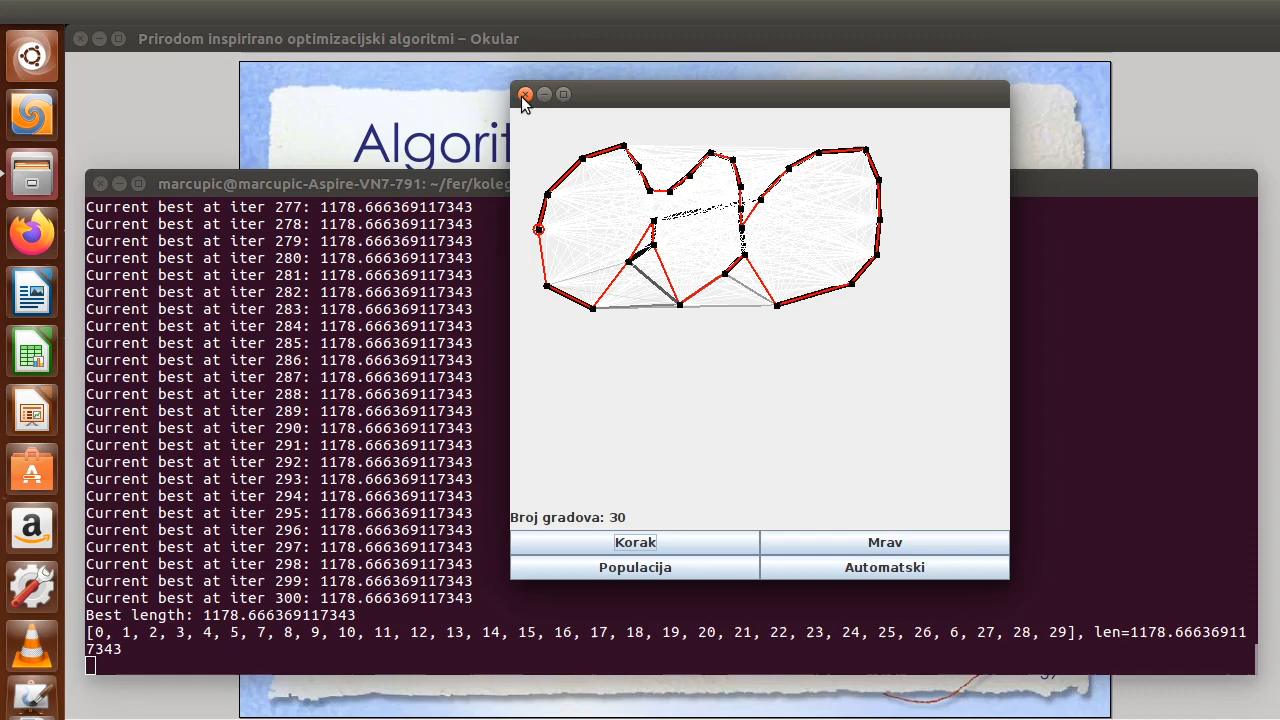 Prirodom inspirirano optimizacijski algoritmi – Okular
Algorit
marcupic@marcupic-Aspire-VN7-791: ~/fer/koleg
Current best at iter 277: 1178.666369117343
Current best at iter 278: 1178.666369117343
Current best at iter 279: 1178.666369117343
Current best at iter 280: 1178.666369117343
Current best at iter 281: 1178.666369117343
Current best at iter 282: 1178.666369117343
Current best at iter 283: 1178.666369117343
Current best at iter 284: 1178.666369117343
Current best at iter 285: 1178.666369117343
Current best at iter 286: 1178.666369117343
Current best at iter 287: 1178.666369117343
Current best at iter 288: 1178.666369117343
Current best at iter 289: 1178.666369117343
Current best at iter 290: 1178.666369117343
Current best at iter 291: 1178.666369117343
Current best at iter 292: 1178.666369117343
Current best at iter 293: 1178.666369117343
Current best at iter 294: 1178.666369117343
Current best at iter 295: 1178.666369117343
Current best at iter 296: 1178.666369117343
Current best at iter 297: 1178.666369117343
Current best at iter 298: 1178.666369117343
Current best at iter 299: 1178.666369117343
Current best at iter 300: 1178.666369117343
Best length: 1178.666369117343
[0, 1, 2, 3, 4, 5, 7, 8, 9, 10, 11, 12, 13, 14, 15, 16, 17, 18, 19, 20, 21, 22, 23, 24, 25, 26, 6, 27, 28, 29], len=1178.66636911
7343
Broj gradova: 30
Korak
Mrav
Populacija
Automatski